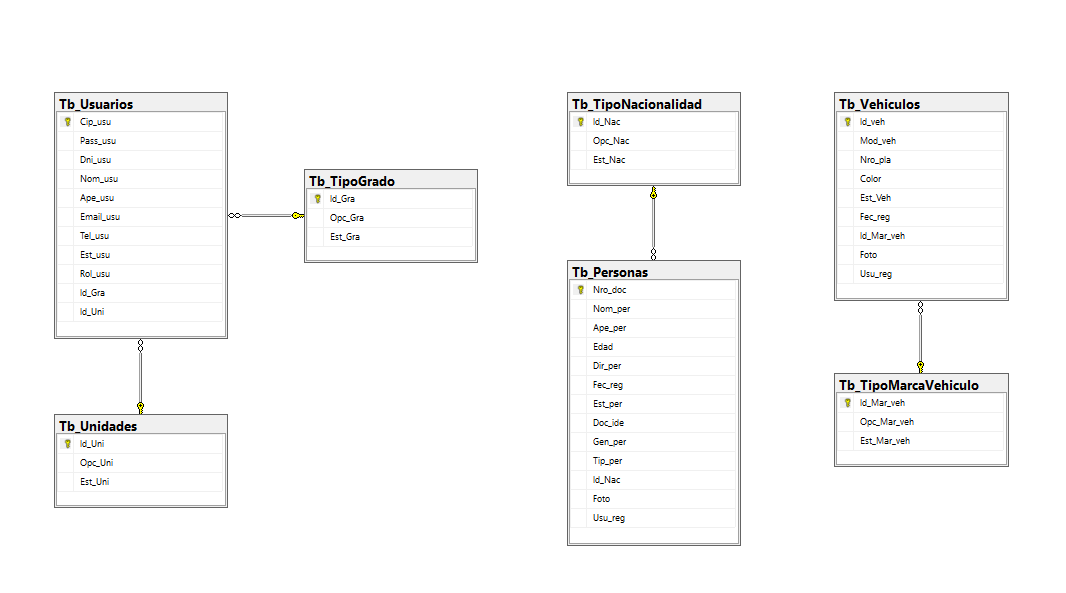 Tb_Usuarios
Cip_usu
Pass_usu
Dni_usu
Nom_usu
Ape_usu
Email_usu
Tel_usu
Est_usu
Rol_usu
Id_Gra
Id_Uni
Tb_TipoGrado
Id_Gra
Opc_Gra
Est_Gra
Tb_Unidades
Id_Uni
Opc_Uni
Est_Uni
Tb_TipoNacionalidad
Id_Nac
Opc_Nac
Est_Nac
Tb_Personas
Nro_doc
Nom_per
Ape_per
Edad
Dir_per
Fec_reg
Est_per
Doc_ide
Gen_per
Tip_per
Id_Nac
Foto
Usu_reg
Tb_Vehiculos
Id_veh
Mod_veh
Nro_pla
Color
Est_Veh
Fec_reg
Id_Mar_veh
Foto
Usu_reg
Tb_TipoMarcaVehiculo
Id_Mar_veh
Opc_Mar_veh
Est_Mar_veh